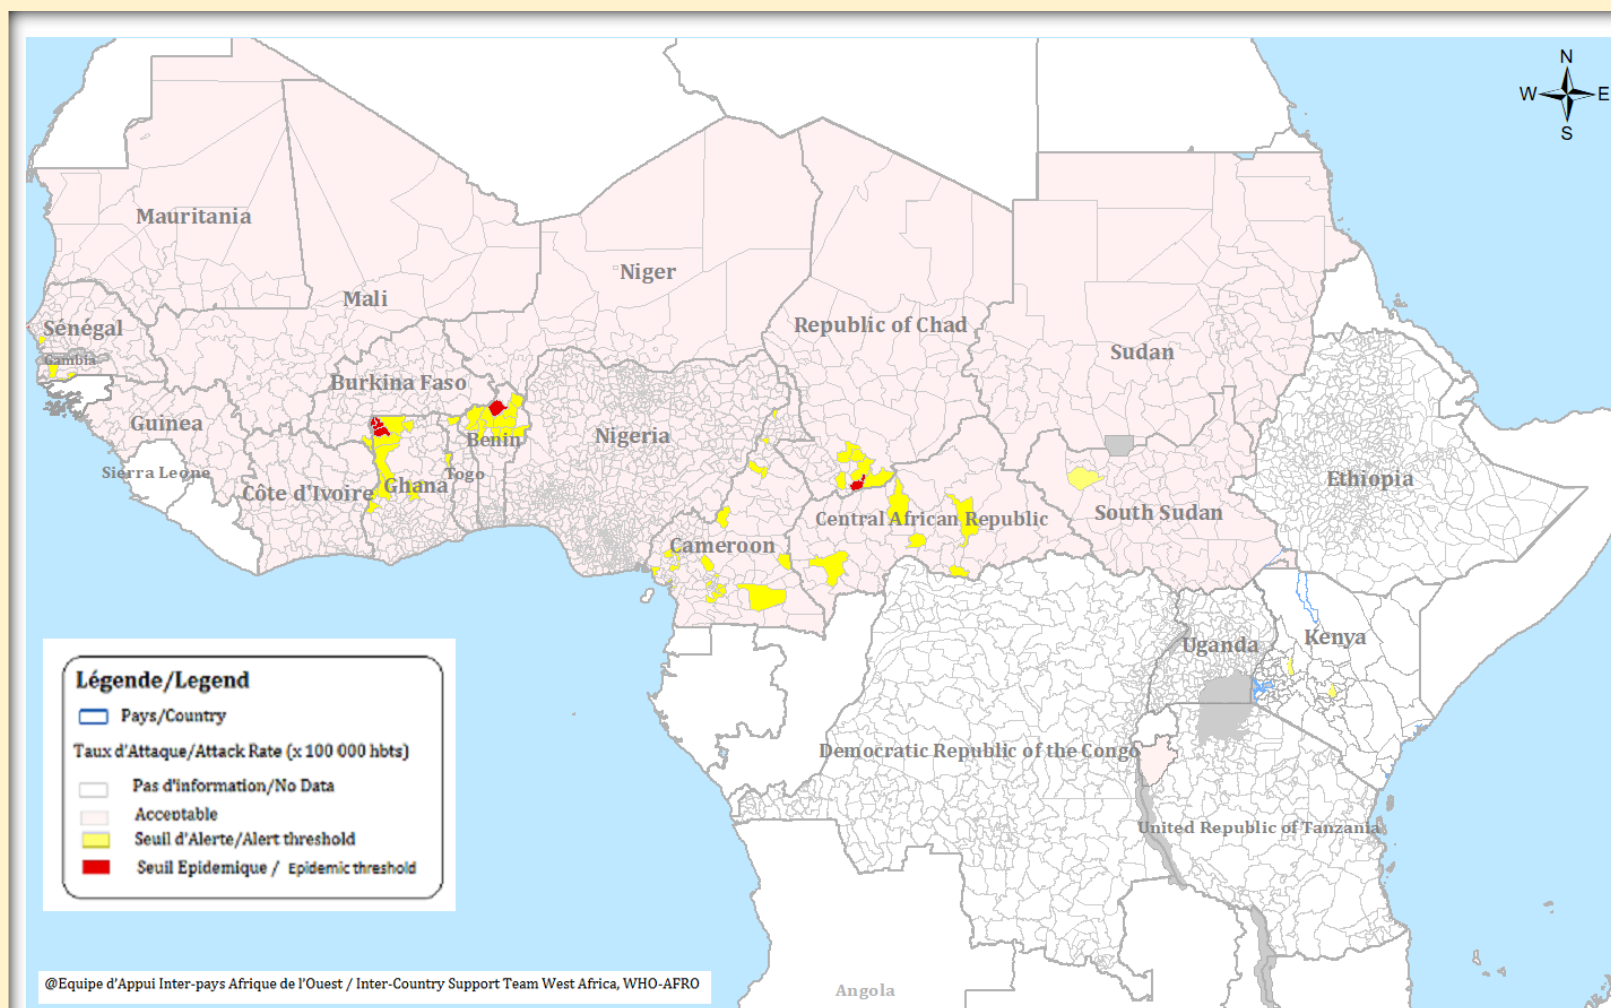 N
W E
S
Mauritania
Niger
Mali
Sénégal
Republic of Chad
Gambia
Sudan
Burkina Faso
Guinea
Benin
Nigeria
Sierra Leone
Togo
Ethiopia
Côte d'Ivoire
Ghana
Central African Republic
South Sudan
Cameroon
Uganda
Kenya
Democratic Republic of the Congo
United Republic of Tanzania
Angola
Légende/Legend
Pays/Country
Taux d'Attaque/Attack Rate (x 100 000 hbts)
Pas d'information/No Data
Acceptable
Seuil d'Alerte/Alert threshold
Seuil Epidemique / Epidemic threshold
@Equipe d'Appui Inter-pays Afrique de l'Ouest / Inter-Country Support Team West Africa, WHO-AFRO